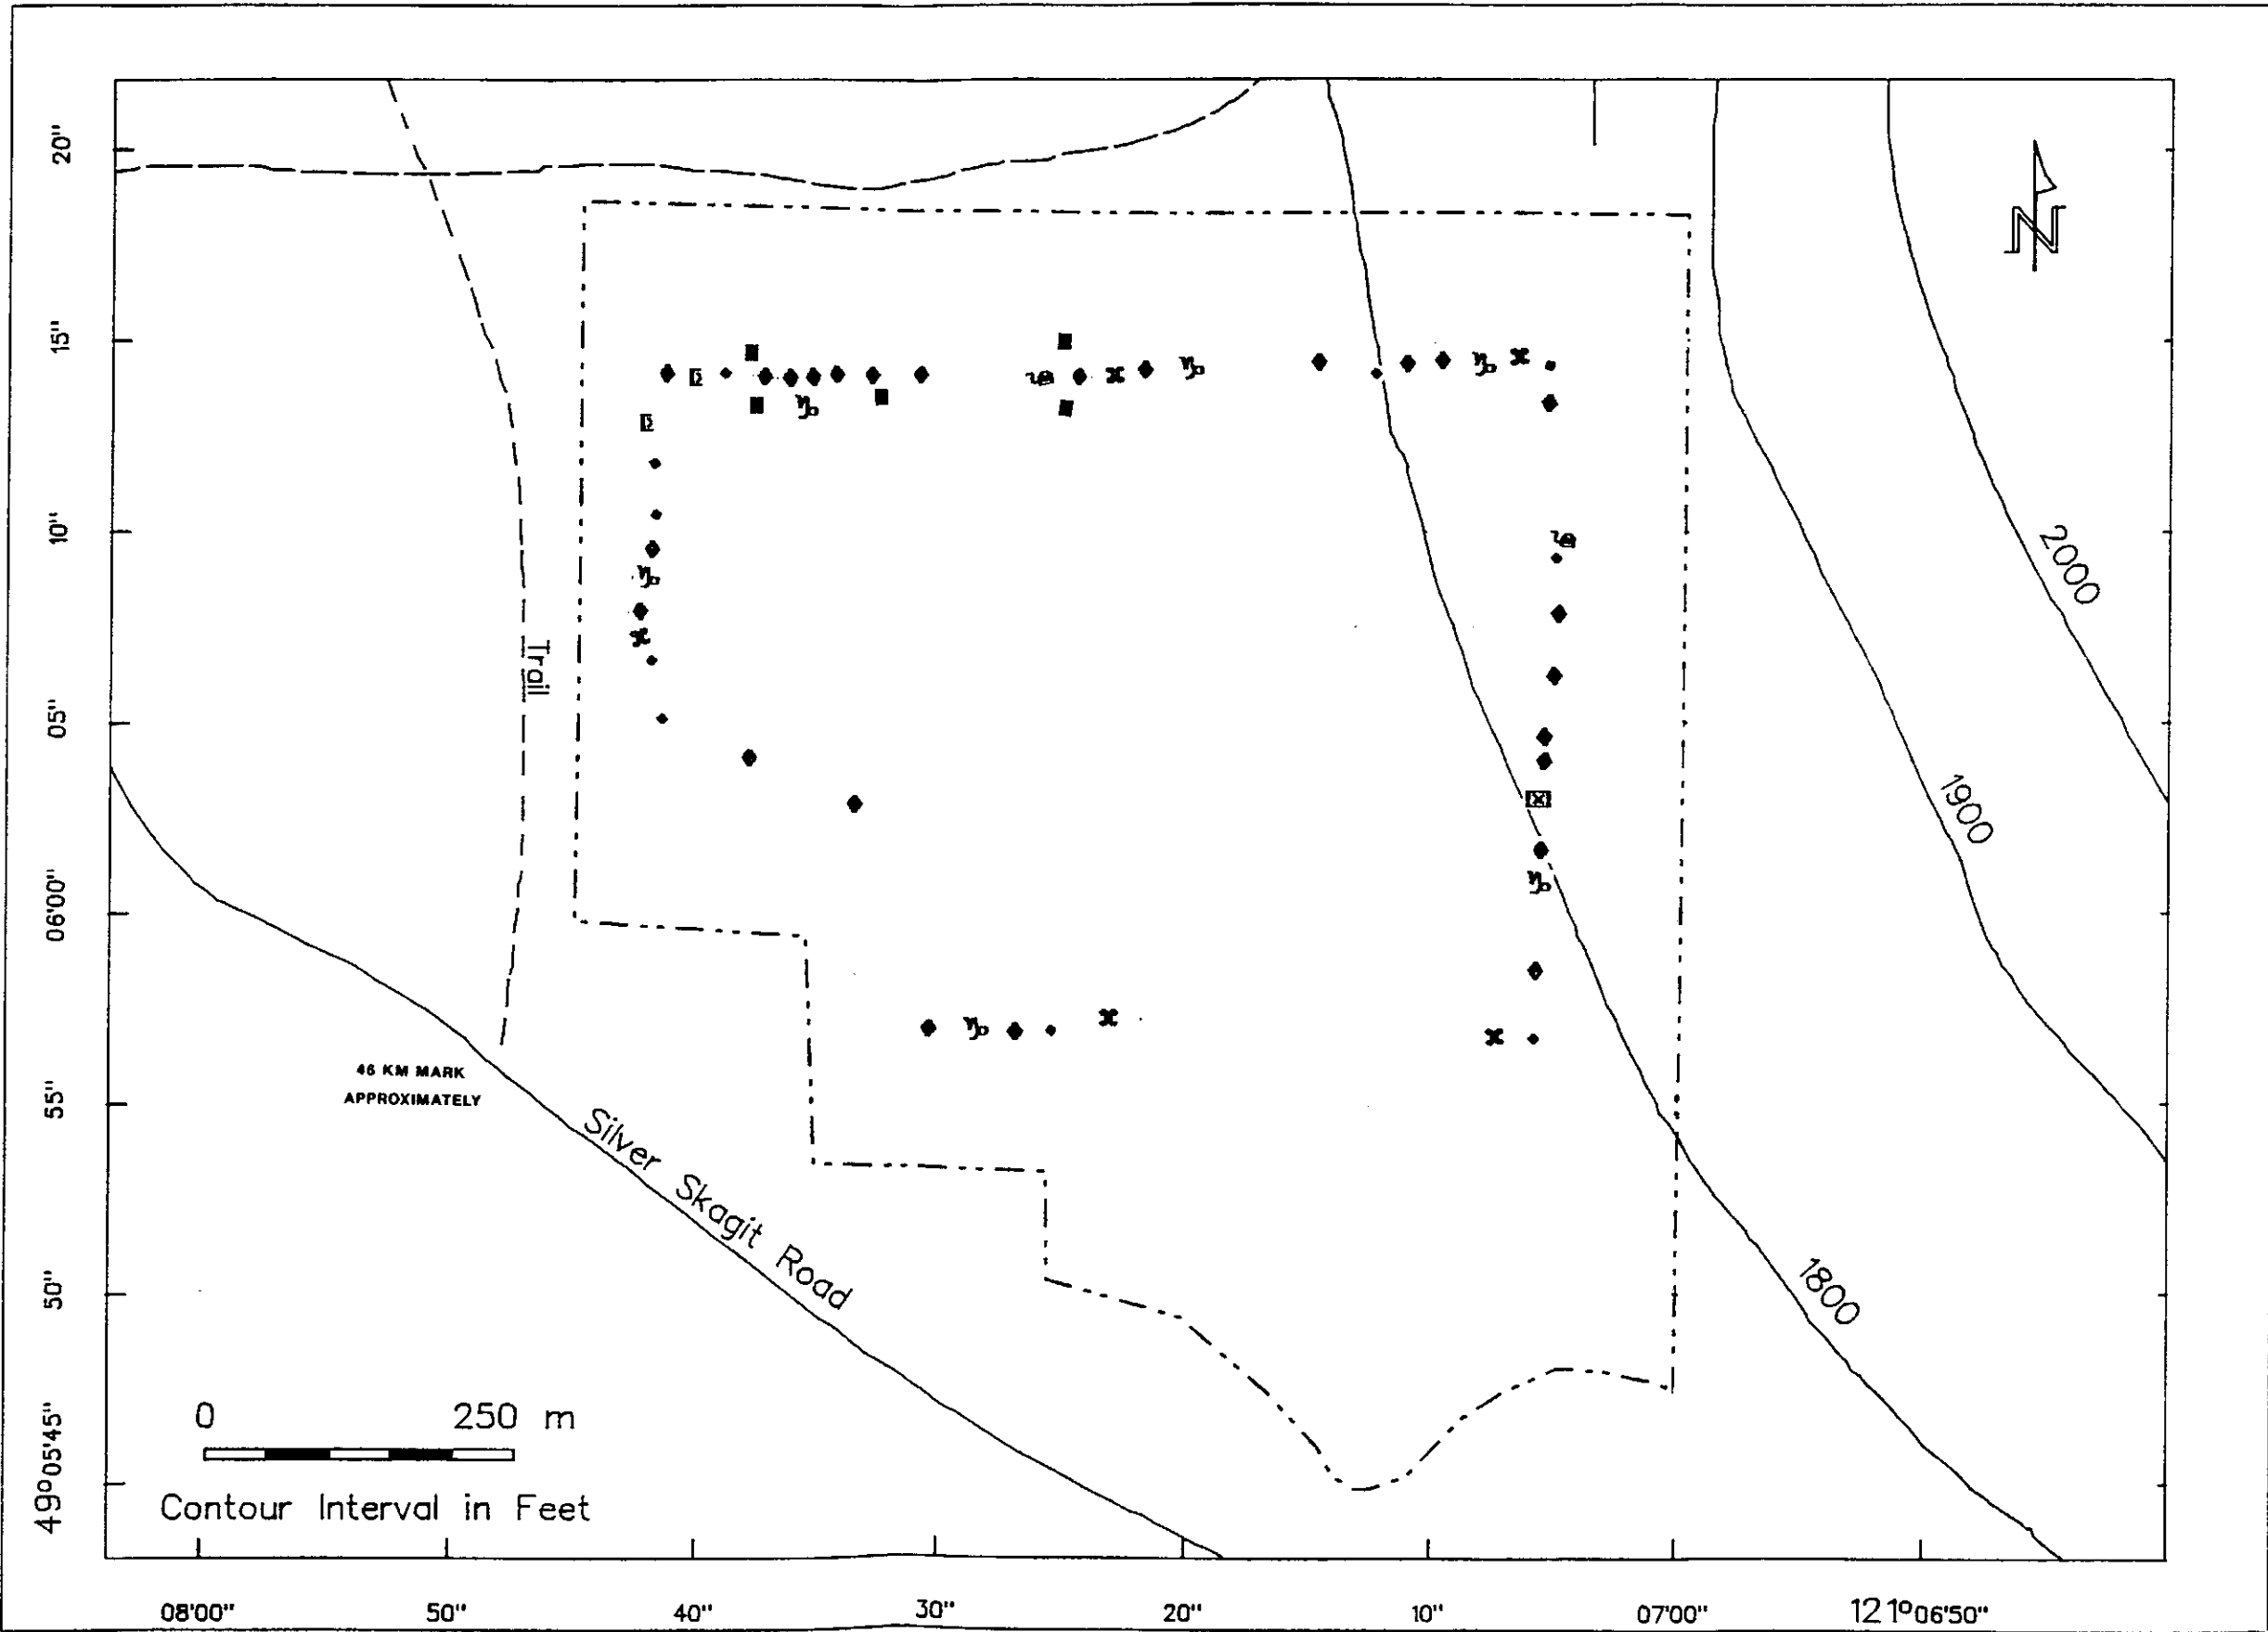 20"
15"
10"
05"
06'00"
55"
50"
49°05'45"
N
2000
1900
1800
Trail
46 KM MARK
APPROXIMATELY
Silver Skagit Road
0 250 m
Contour Interval in Feet
08'00" 50" 40" 30" 20" 10" 07'00" 121°06'50"